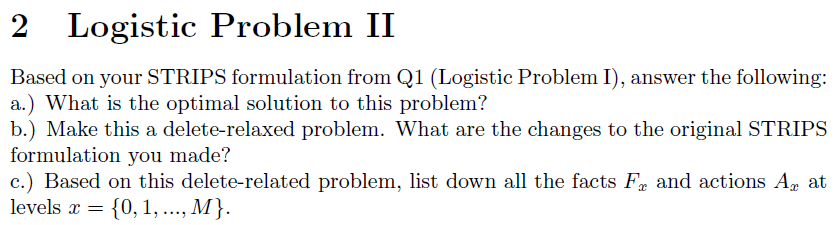 2 Logistic Problem II
Based on your STRIPS formulation from Q1 (Logistic Problem I), answer the following:
a.) What is the optimal solution to this problem?
b.) Make this a delete-relaxed problem. What are the changes to the original STRIPS
formulation you made?
c.) Based on this delete-related problem, list down all the facts Fₓ and actions Aₓ at
levels x = {0, 1, ..., M}.